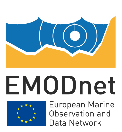 EMODnet
European Marine
Observation and
Data Network